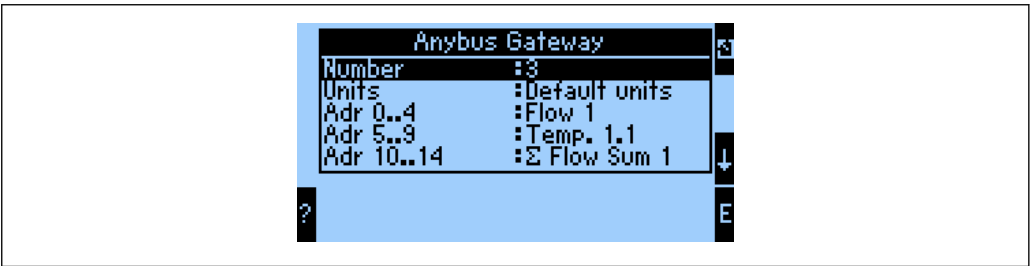 Anybus Gateway
Number :3
Units :Default units
Adr 0..4 :Flow 1
Adr 5..9 :Temp. 1.1
Adr 10..14 :Σ Flow Sum 1
↓
? E